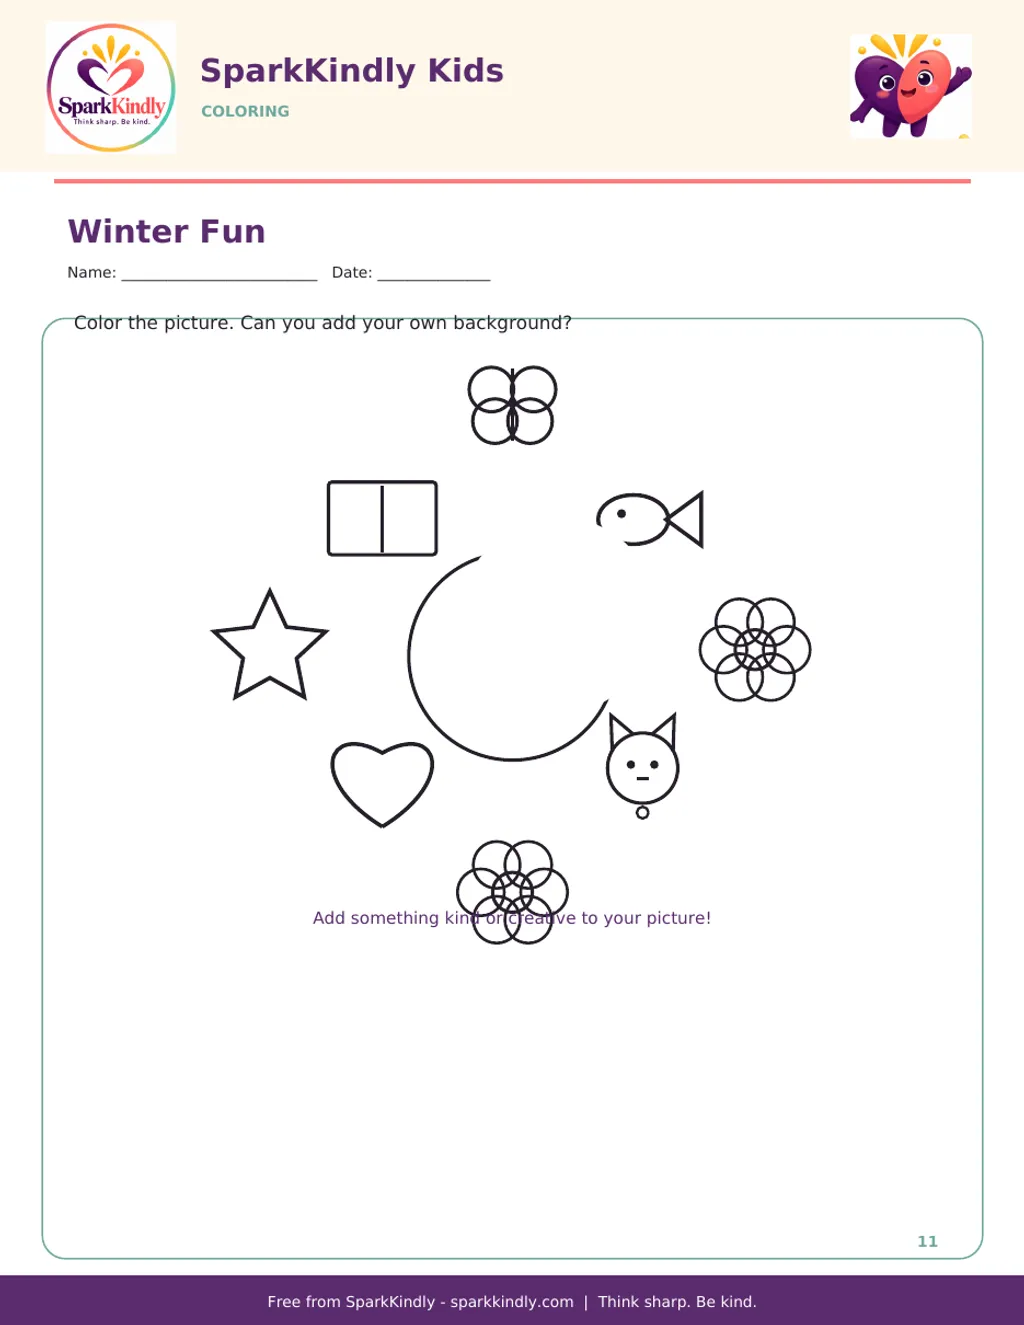 SparkKindly
Think sharp. Be kind.
SparkKindly Kids
COLORING
Winter Fun
Name: __________________________ Date: _______________
Color the picture. Can you add your own background?
Add something kind or creative to your picture!
11
Free from SparkKindly - sparkkindly.com | Think sharp. Be kind.